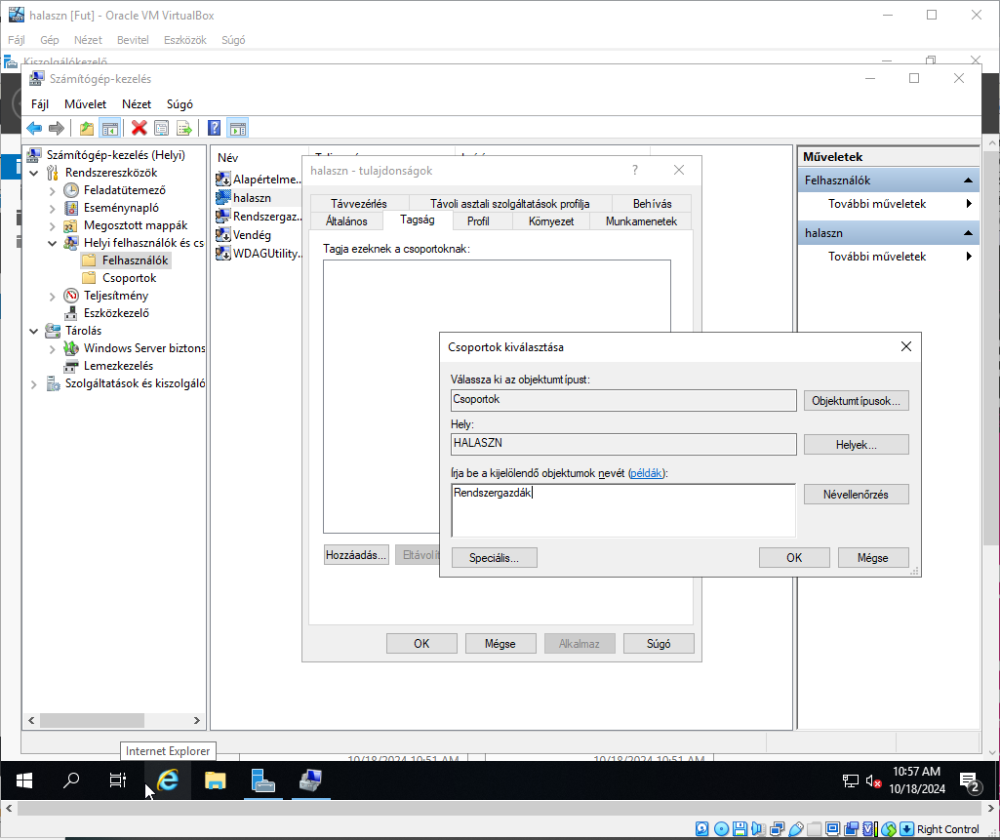 halaszn [Fut] - Oracle VM VirtualBox
Fájl Gép Nézet Bevitel Eszközök Súgó
Kiszolgálókezelő
Számítógép-kezelés
Fájl Művelet Nézet Súgó
Számítógép-kezelés (Helyi)
Rendszereszközök
Feladatütemező
Eseménynapló
Megosztott mappák
Helyi felhasználók és cs
Felhasználók
Csoportok
Teljesítmény
Eszközkezelő
Tárolás
Windows Server biztons
Lemezkezelés
Szolgáltatások és kiszolgáló
Név
Alapértelme...
halaszn
Rendszergaz...
Vendég
WDAGUtility...
Műveletek
Felhasználók
További műveletek
halaszn
További műveletek
halaszn - tulajdonságok
?
Távvezérlés Távoli asztali szolgáltatások profilja Behívás
Általános Tagság Profil Környezet Munkamenetek
Tagja ezeknek a csoportoknak:
Hozzáadás... Eltávolít
OK Mégse Alkalmaz Súgó
Csoportok kiválasztása
Válassza ki az objektumtípust:
Csoportok
Objektumtípusok...
Hely:
HALASZN
Helyek...
Írja be a kijelölendő objektumok nevét (példák):
Rendszergazdák
Névellenőrzés
Speciális... OK Mégse
Internet Explorer
10/18/2024 10:51 AM 10/18/2024 10:51 AM
10:57 AM
10/18/2024
2
Right Control